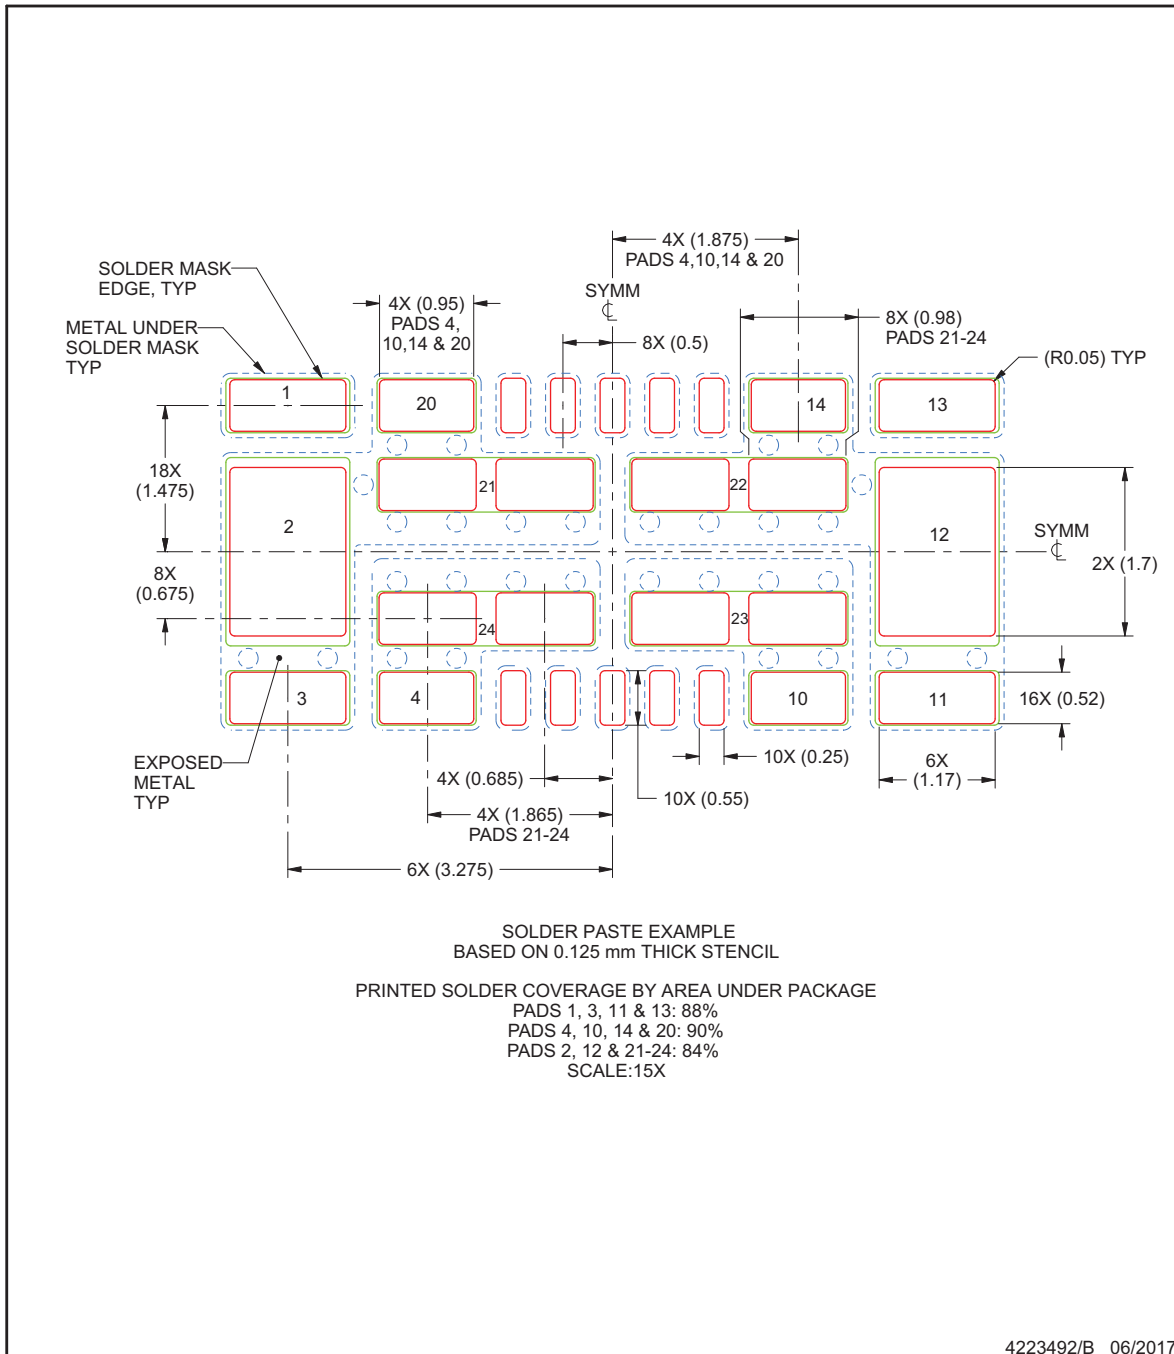 4X (1.875)
PADS 4,10,14 & 20
SOLDER MASK
EDGE, TYP
SYMM
4X (0.95)
PADS 4,
10,14 & 20
METAL UNDER
SOLDER MASK
TYP
8X (0.5)
8X (0.98)
PADS 21-24
(R0.05) TYP
1
20
14
13
18X
(1.475)
21
22
2
12
SYMM
8X
(0.675)
2X (1.7)
24
23
3
4
10
11
16X (0.52)
EXPOSED
METAL
TYP
4X (0.685)
10X (0.25)
6X
(1.17)
10X (0.55)
4X (1.865)
PADS 21-24
6X (3.275)
SOLDER PASTE EXAMPLE
BASED ON 0.125 mm THICK STENCIL
PRINTED SOLDER COVERAGE BY AREA UNDER PACKAGE
PADS 1, 3, 11 & 13: 88%
PADS 4, 10, 14 & 20: 90%
PADS 2, 12 & 21-24: 84%
SCALE:15X
4223492/B 06/2017